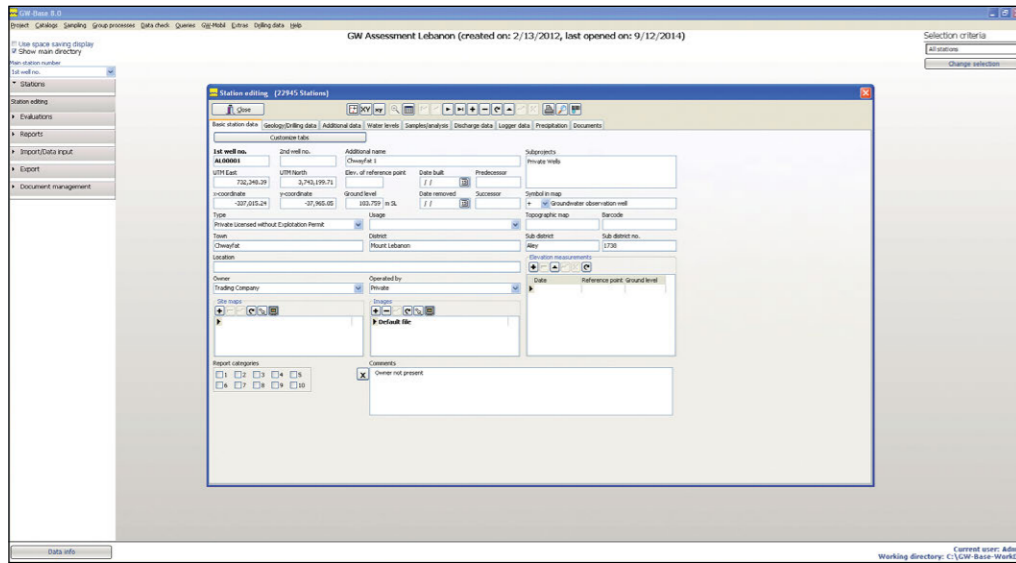 GW-Base 8.0
Project Catalogs Sampling Group processes Data check Queries GW-Mobil Extras Drilling data Help
GW Assessment Lebanon (created on: 2/13/2012, last opened on: 9/12/2014)
Selection criteria
All stations
Change selection
Use space saving display
Show main directory
Main station number
1st well no.
Stations
Station editing
Evaluations
Reports
Import/Data input
Export
Document management
Station editing (22945 Stations)
Close
XY xy
Basic station data Geology/Drilling data Additional data Water levels Samples/analysis Discharge data Logger data Precipitation Documents
Customize tabs
1st well no. 2nd well no. Additional name Subprojects
AL00001 Chwayfat 1 Private Wells
UTM East UTM North Elev. of reference point Date built Predecessor
732,348.39 3,743,199.71 / /
x-coordinate y-coordinate Ground level Date removed Successor Symbol in map
-337,015.24 -37,965.05 103.759 m SL / / + Groundwater observation well
Type Usage Topographic map Barcode
Private Licensed without Exploitation Permit
Town District Sub district Sub district no.
Chwayfat Mount Lebanon Aley 1738
Location Elevation measurements
Date Reference point Ground level
Owner Operated by
Trading Company Private
Site maps Images
Default file
Report categories Comments
1 2 3 4 5 X Owner not present
6 7 8 9 10
Data info
Current user: Adm
Working directory: C:\GW-Base-WorkD